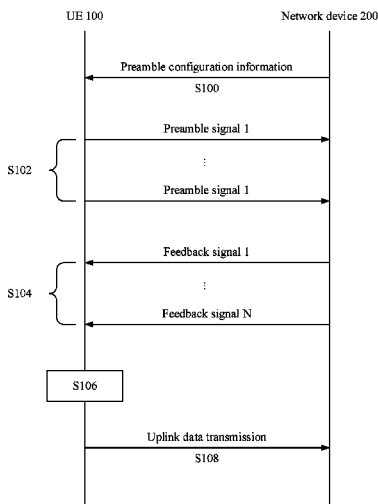 UE 100
Network device 200
Preamble configuration information
S100
Preamble signal 1
⋮
S102
Preamble signal 1
Feedback signal 1
⋮
S104
Feedback signal N
S106
Uplink data transmission
S108